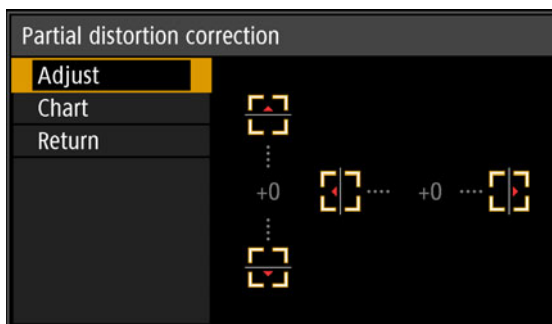 Partial distortion correction
Adjust
Chart
Return
+0
+0